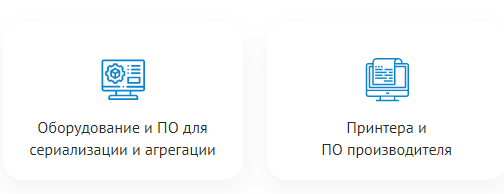 Оборудование и ПО для
сериализации и агрегации
Принтера и
ПО производителя